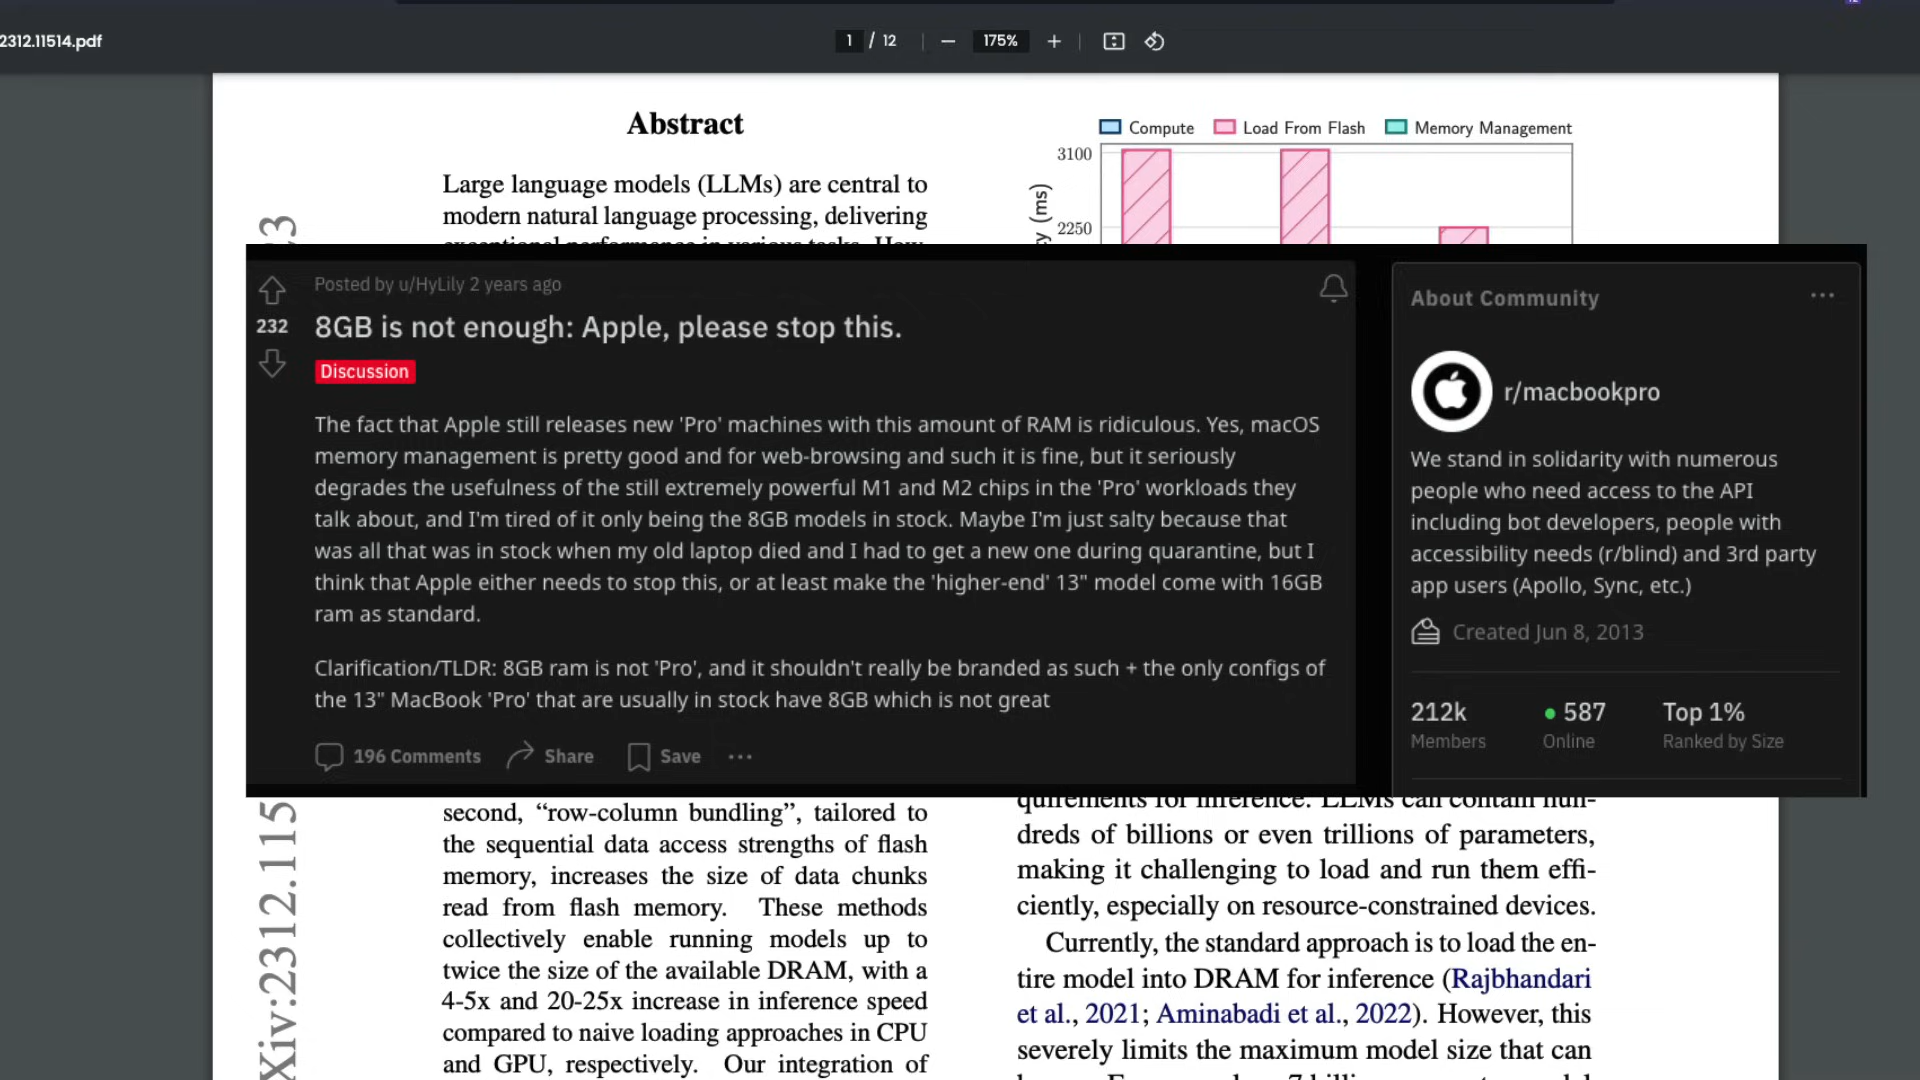 2312.11514.pdf
1 / 12
175%
Abstract
Large language models (LLMs) are central to
modern natural language processing, delivering
exceptional performance in various tasks. How-
Compute
Load From Flash
Memory Management
3100
2250
(ms)
Posted by u/HyLily 2 years ago
232
8GB is not enough: Apple, please stop this.
Discussion
The fact that Apple still releases new 'Pro' machines with this amount of RAM is ridiculous. Yes, macOS
memory management is pretty good and for web-browsing and such it is fine, but it seriously
degrades the usefulness of the still extremely powerful M1 and M2 chips in the 'Pro' workloads they
talk about, and I'm tired of it only being the 8GB models in stock. Maybe I'm just salty because that
was all that was in stock when my old laptop died and I had to get a new one during quarantine, but I
think that Apple either needs to stop this, or at least make the 'higher-end' 13" model come with 16GB
ram as standard.
Clarification/TLDR: 8GB ram is not 'Pro', and it shouldn't really be branded as such + the only configs of
the 13" MacBook 'Pro' that are usually in stock have 8GB which is not great
196 Comments
Share
Save
About Community
r/macbookpro
We stand in solidarity with numerous
people who need access to the API
including bot developers, people with
accessibility needs (r/blind) and 3rd party
app users (Apollo, Sync, etc.)
Created Jun 8, 2013
212k
Members
587
Online
Top 1%
Ranked by Size
second, “row-column bundling”, tailored to
the sequential data access strengths of flash
memory, increases the size of data chunks
read from flash memory. These methods
collectively enable running models up to
twice the size of the available DRAM, with a
4-5x and 20-25x increase in inference speed
compared to naive loading approaches in CPU
and GPU, respectively. Our integration of
quirements for inference. LLMs can contain hun-
dreds of billions or even trillions of parameters,
making it challenging to load and run them effi-
ciently, especially on resource-constrained devices.
Currently, the standard approach is to load the en-
tire model into DRAM for inference (Rajbhandari
et al., 2021; Aminabadi et al., 2022). However, this
severely limits the maximum model size that can
Xiv:2312.115